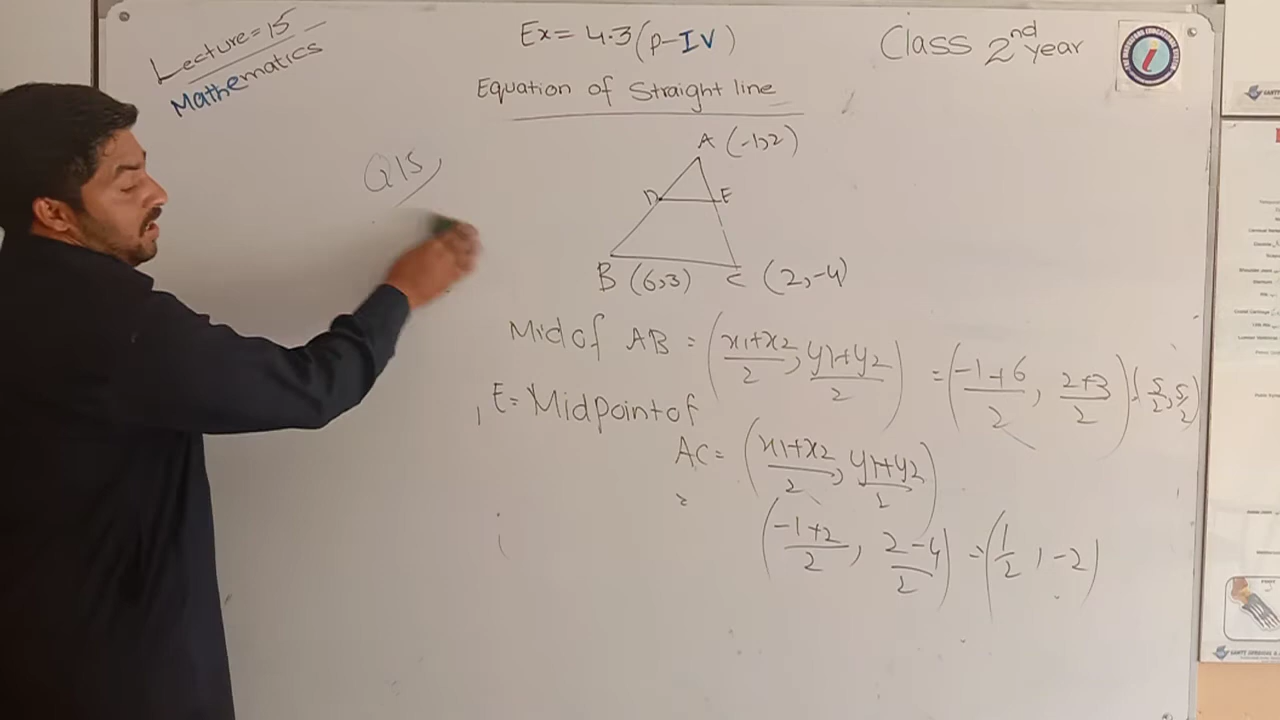 Lecture=15
Mathematics
Ex= 4.3 (P-IV)
Class 2nd year
Equation of Straight line
Q15,
A (-1,2)
D E
B (6,3) C (2,-4)
Mid of AB = (x1+x2/2, y1+y2/2) = (-1+6/2, 2+3/2) : (5/2, 5/2)
, E= Midpoint of
AC= (x1+x2/2, y1+y2/2)
(-1+2/2, 2-4/2) = (1/2, -2)